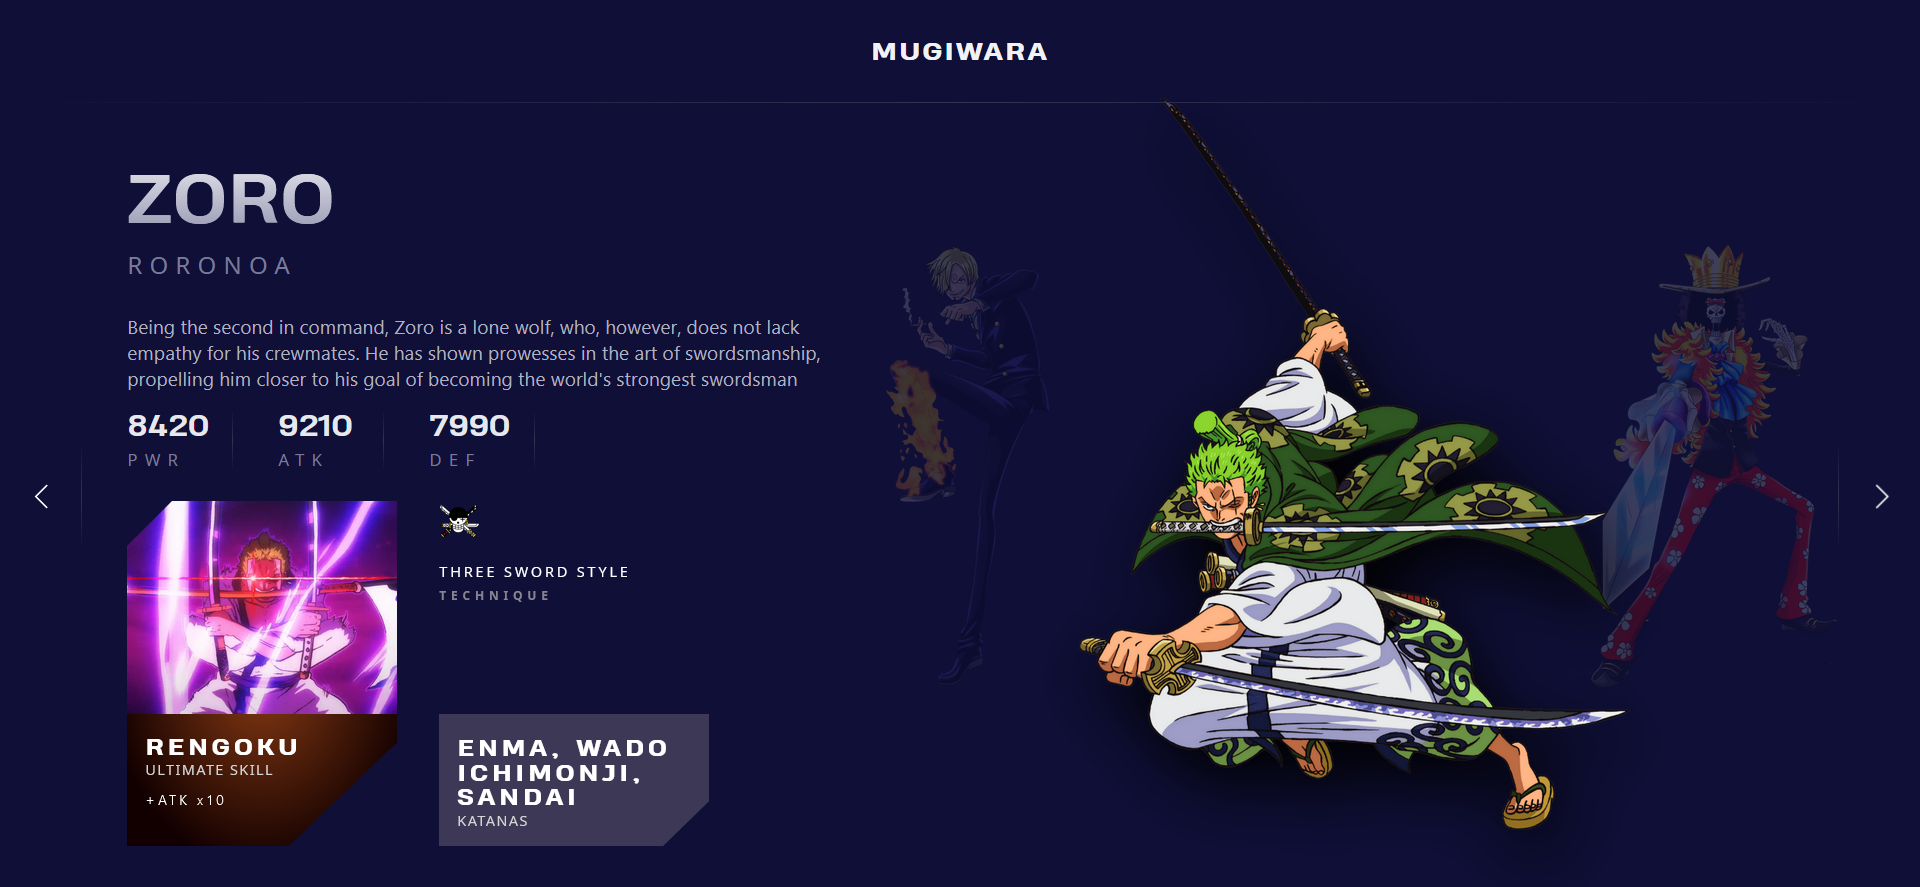 MUGIWARA
ZORO
RORONOA
Being the second in command, Zoro is a lone wolf, who, however, does not lack
empathy for his crewmates. He has shown prowesses in the art of swordsmanship,
propelling him closer to his goal of becoming the world's strongest swordsman
8420
PWR
9210
ATK
7990
DEF
THREE SWORD STYLE
TECHNIQUE
RENGOKU
ULTIMATE SKILL
+ATK x10
ENMA, WADO
ICHIMONJI,
SANDAI
KATANAS